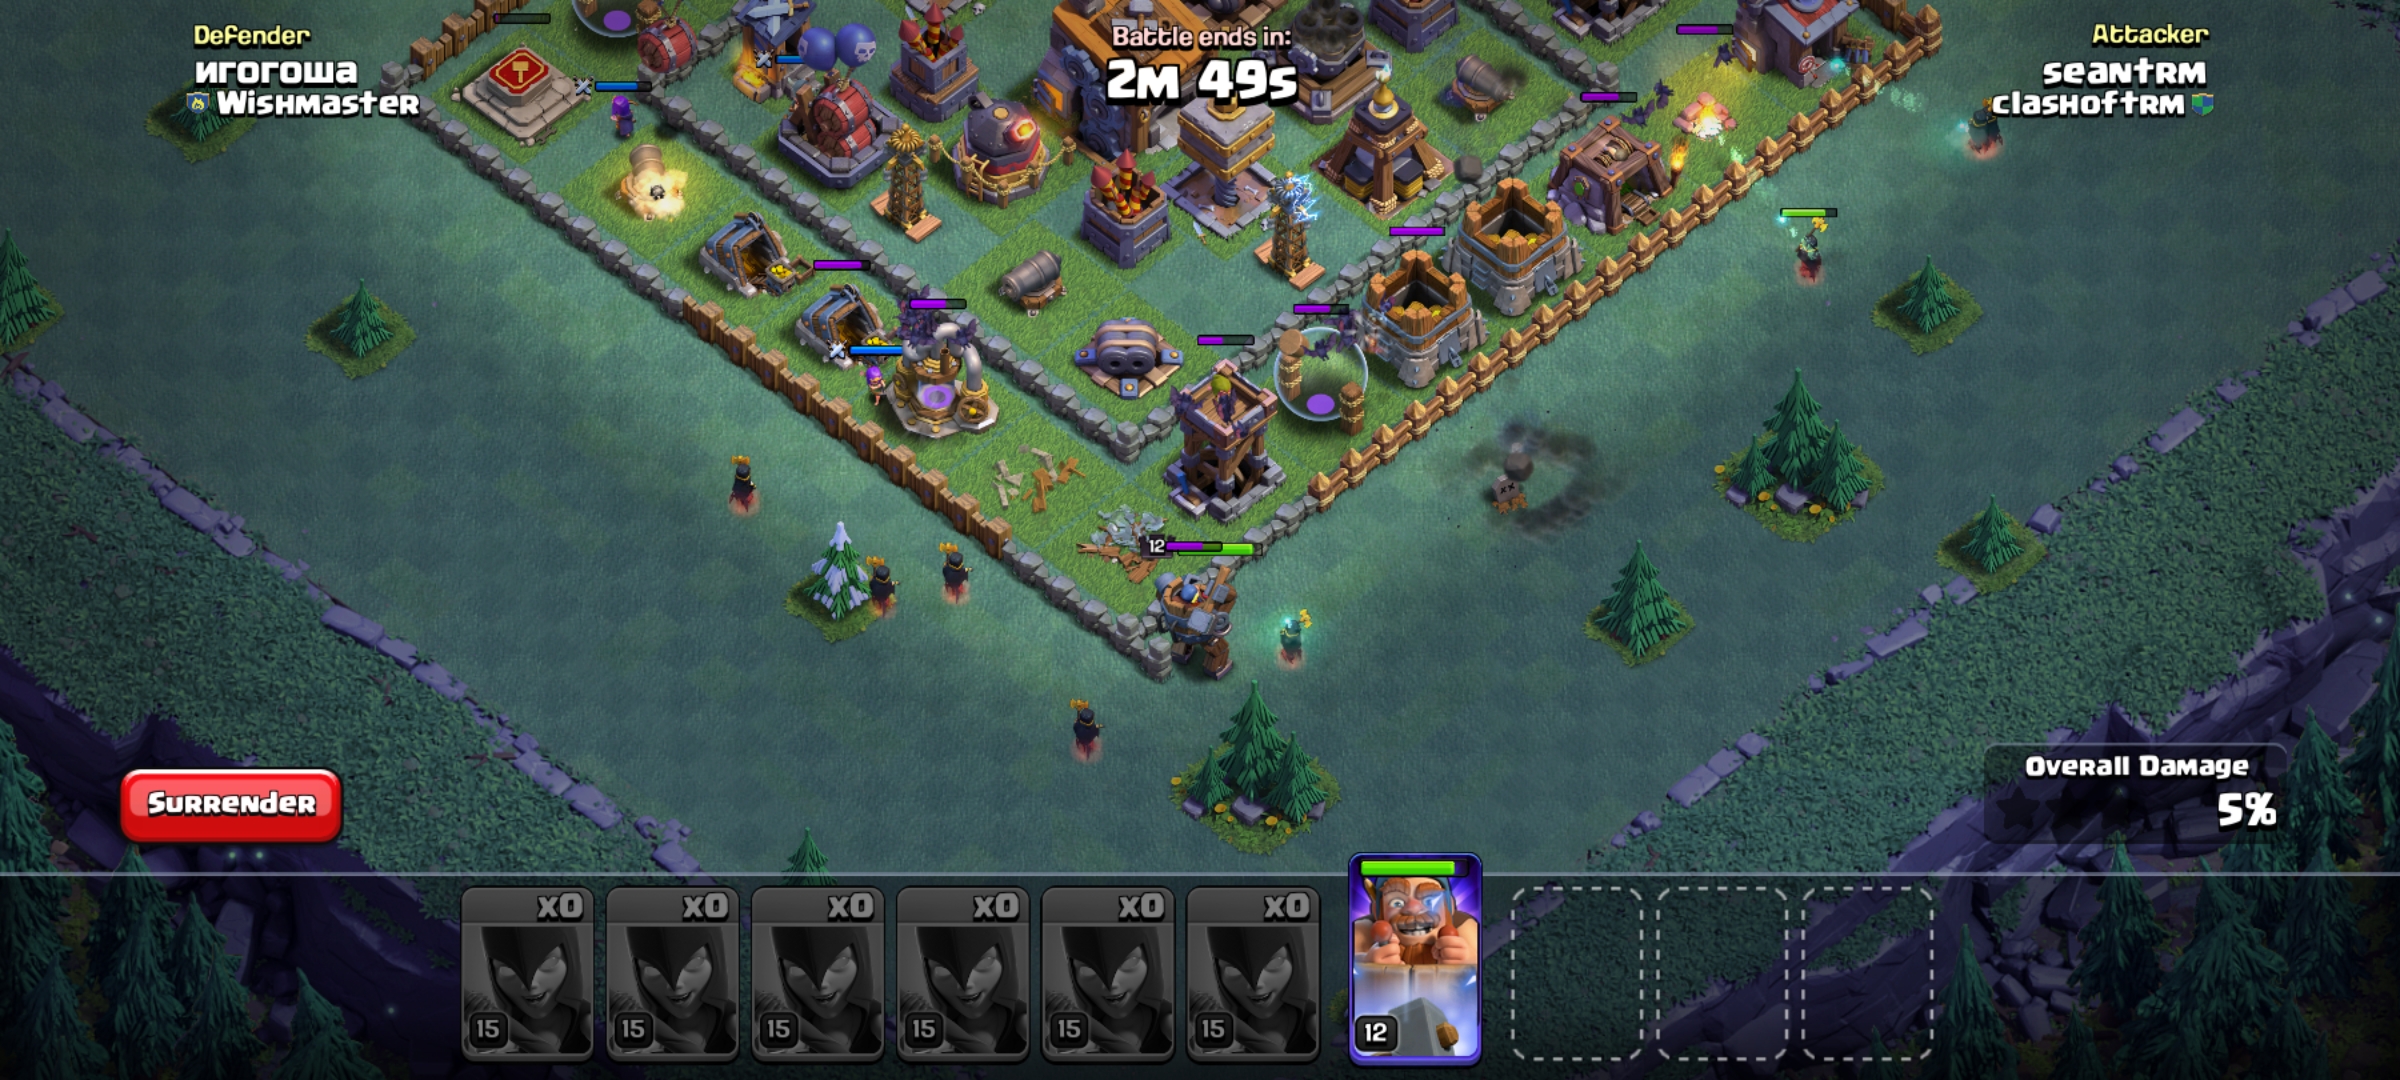 Defender
игогоша
Wishmaster
Battle ends in:
2m 49s
Attacker
seantrm
clashoftrm
12
Surrender
Overall Damage
5%
x0
x0
x0
x0
x0
x0
15
15
15
15
15
15
12